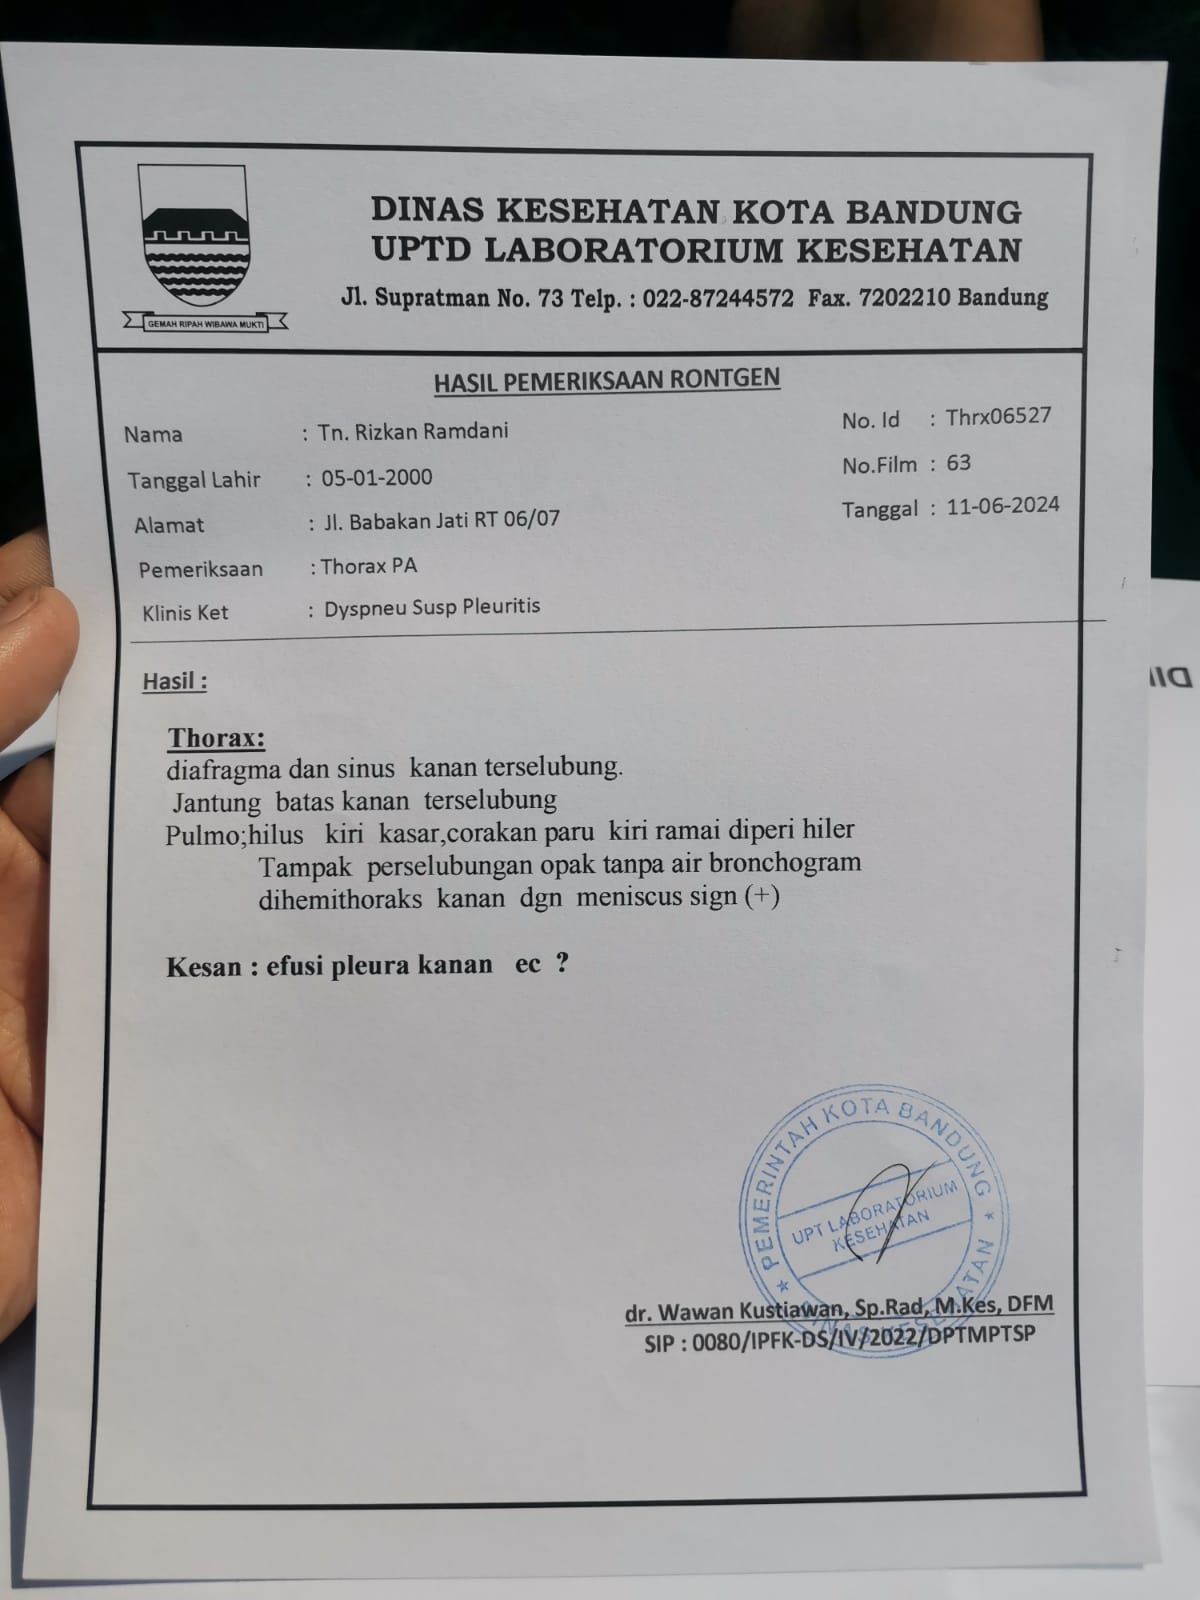 GEMAH RIPAH WIBAWA MUKTI
DINAS KESEHATAN KOTA BANDUNG
UPTD LABORATORIUM KESEHATAN
Jl. Supratman No. 73 Telp. : 022-87244572 Fax. 7202210 Bandung
HASIL PEMERIKSAAN RONTGEN
Nama : Tn. Rizkan Ramdani
No. Id : Thrx06527
Tanggal Lahir : 05-01-2000
No.Film : 63
Alamat : Jl. Babakan Jati RT 06/07
Tanggal : 11-06-2024
Pemeriksaan : Thorax PA
Klinis Ket : Dyspneu Susp Pleuritis
Hasil :
Thorax:
diafragma dan sinus kanan terselubung.
Jantung batas kanan terselubung
Pulmo;hilus kiri kasar,corakan paru kiri ramai diperi hiler
Tampak perselubungan opak tanpa air bronchogram
dihemithoraks kanan dgn meniscus sign (+)
Kesan : efusi pleura kanan ec ?
PEMERINTAH KOTA BANDUNG
UPT LABORATORIUM
KESEHATAN
DINAS KESEHATAN
dr. Wawan Kustiawan, Sp.Rad, M.Kes, DFM
SIP : 0080/IPFK-DS/IV/2022/DPTMPTSP